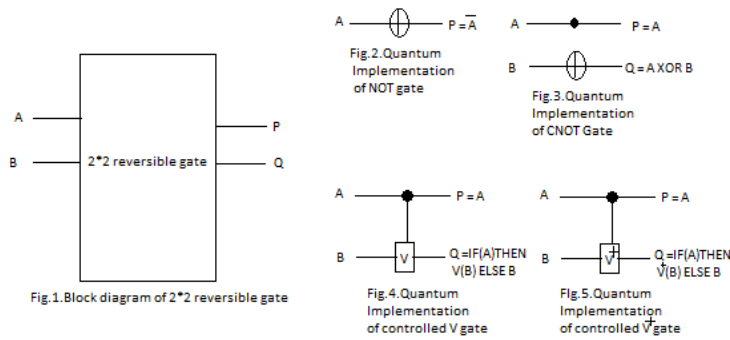 A
B
2*2 reversible gate
P
Q
Fig.1.Block diagram of 2*2 reversible gate
A
P = A̅
Fig.2.Quantum
Implementation
of NOT gate
A
P = A
B
Q = A XOR B
Fig.3.Quantum
Implementation
of CNOT Gate
A
P = A
B
V
Q =IF(A)THEN
V(B) ELSE B
Fig.4.Quantum
Implementation
of controlled V gate
A
P = A
B
V⁺
Q=IF(A)THEN
V⁺(B) ELSE B
FIg.5.Quantum
Implementation
of controlled V⁺gate